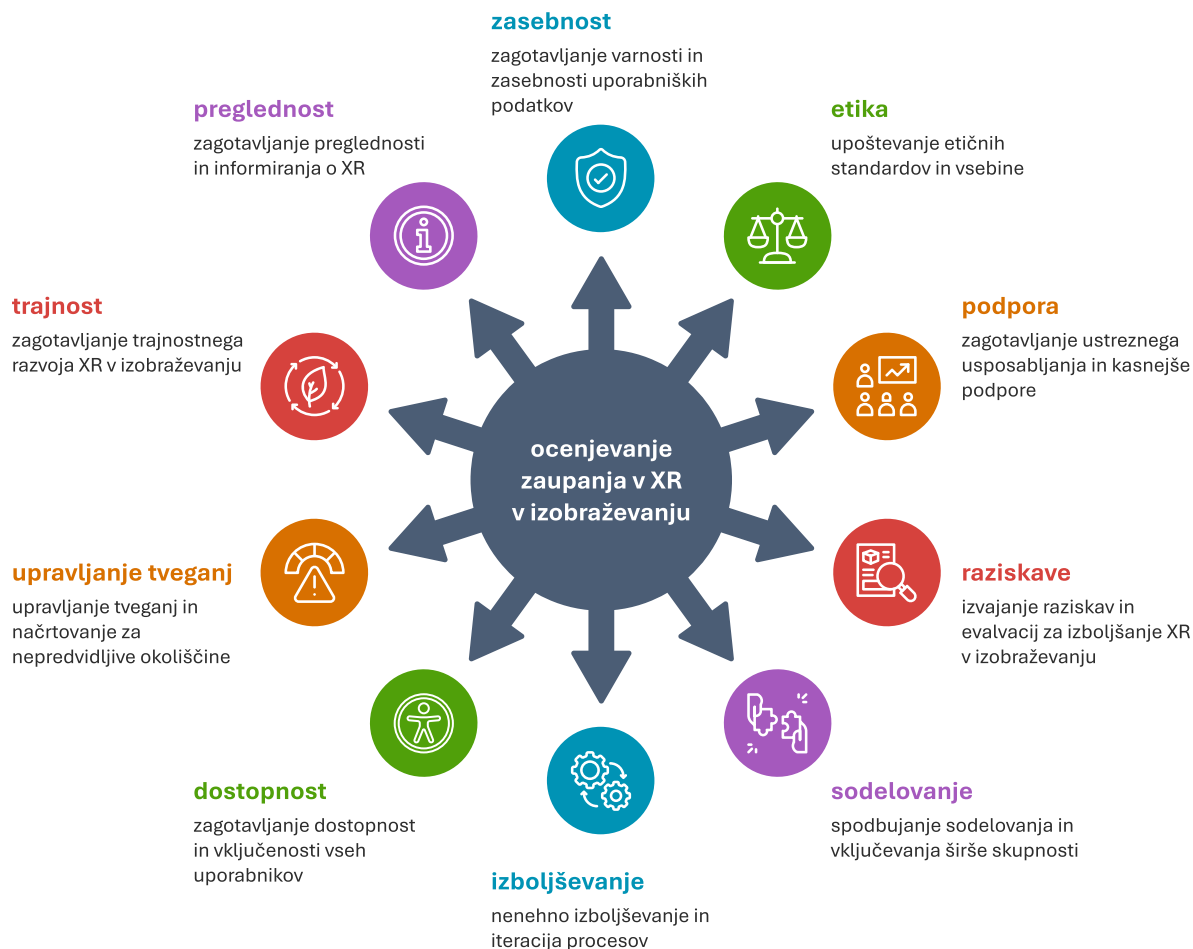 zasebnost
zagotavljanje varnosti in
zasebnosti uporabniških
podatkov
etika
upoštevanje etičnih
standardov in vsebine
podpora
zagotavljanje ustreznega
usposabljanja in kasnejše
podpore
raziskave
izvajanje raziskav in
evalvacij za izboljšanje XR
v izobraževanju
sodelovanje
spodbujanje sodelovanja in
vključevanja širše skupnosti
izboljševanje
nenehno izboljševanje in
iteracija procesov
dostopnost
zagotavljanje dostopnost
in vključenosti vseh
uporabnikov
upravljanje tveganj
upravljanje tveganj in
načrtovanje za
nepredvidljive okoliščine
trajnost
zagotavljanje trajnostnega
razvoja XR v izobraževanju
preglednost
zagotavljanje preglednosti
in informiranja o XR
ocenjevanje
zaupanja v XR
v izobraževanju